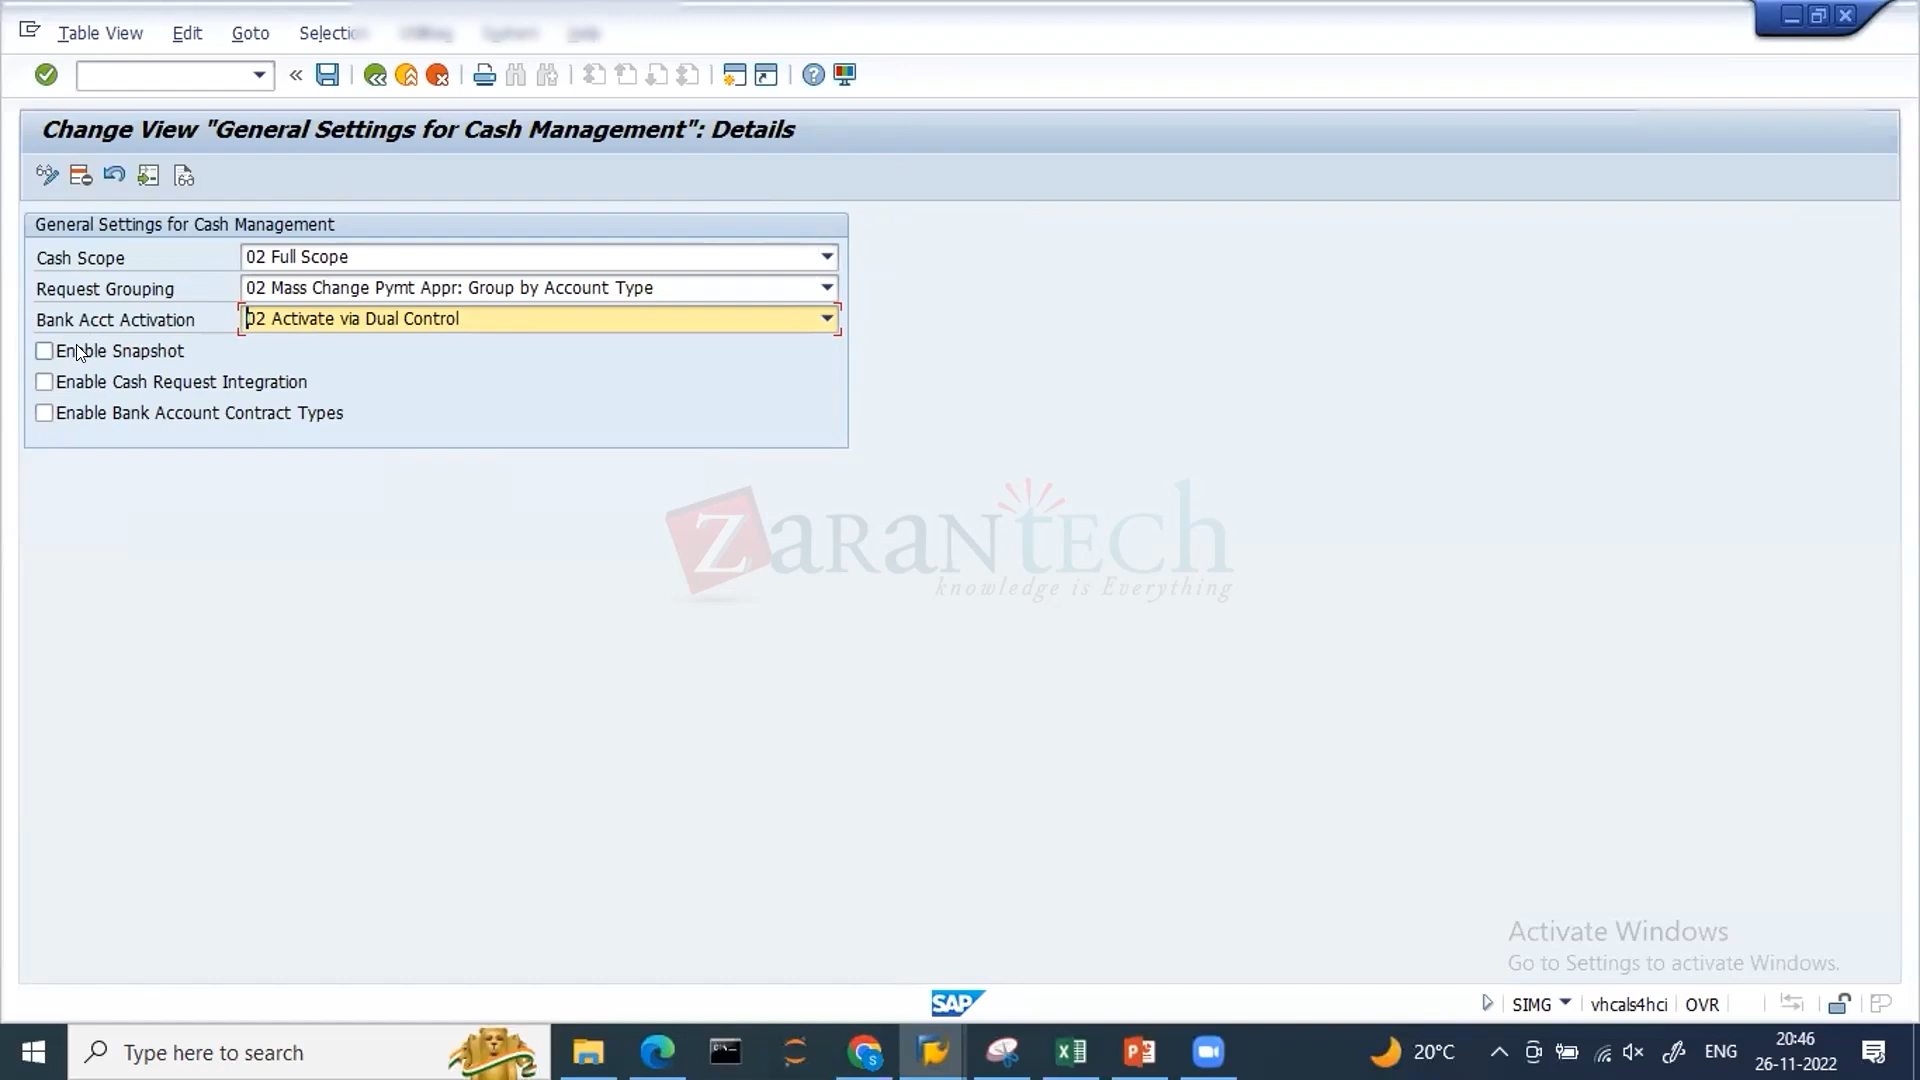 Table View Edit Goto Selectio
Change View "General Settings for Cash Management": Details
General Settings for Cash Management
Cash Scope 02 Full Scope
Request Grouping 02 Mass Change Pymt Appr: Group by Account Type
Bank Acct Activation 02 Activate via Dual Control
Enable Snapshot
Enable Cash Request Integration
Enable Bank Account Contract Types
ZaranTech
knowledge is Everything
Activate Windows
Go to Settings to activate Windows.
SAP SIMG vhcals4hci OVR
Type here to search 20°C ENG 20:46
26-11-2022